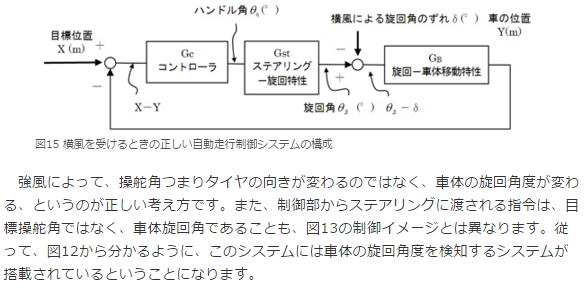 ハンドル角θs(°)
横風による旋回角のずれδ(°)
車の位置
Y(m)
目標位置
X(m)
+
−
Gc
コントローラ
Gst
ステアリング
−旋回特性
−
+
GB
旋回−車体移動特性
X−Y
旋回角θ2(°)
θ2−δ
図15 横風を受けるときの正しい自動走行制御システムの構成
強風によって、操舵角つまりタイヤの向きが変わるのではなく、車体の旋回角度が変わ
る、というのが正しい考え方です。また、制御部からステアリングに渡される指令は、目
標操舵角ではなく、車体旋回角であることも、図13の制御イメージとは異なります。従
って、図12から分かるように、このシステムには車体の旋回角度を検知するシステムが
搭載されているということになります。